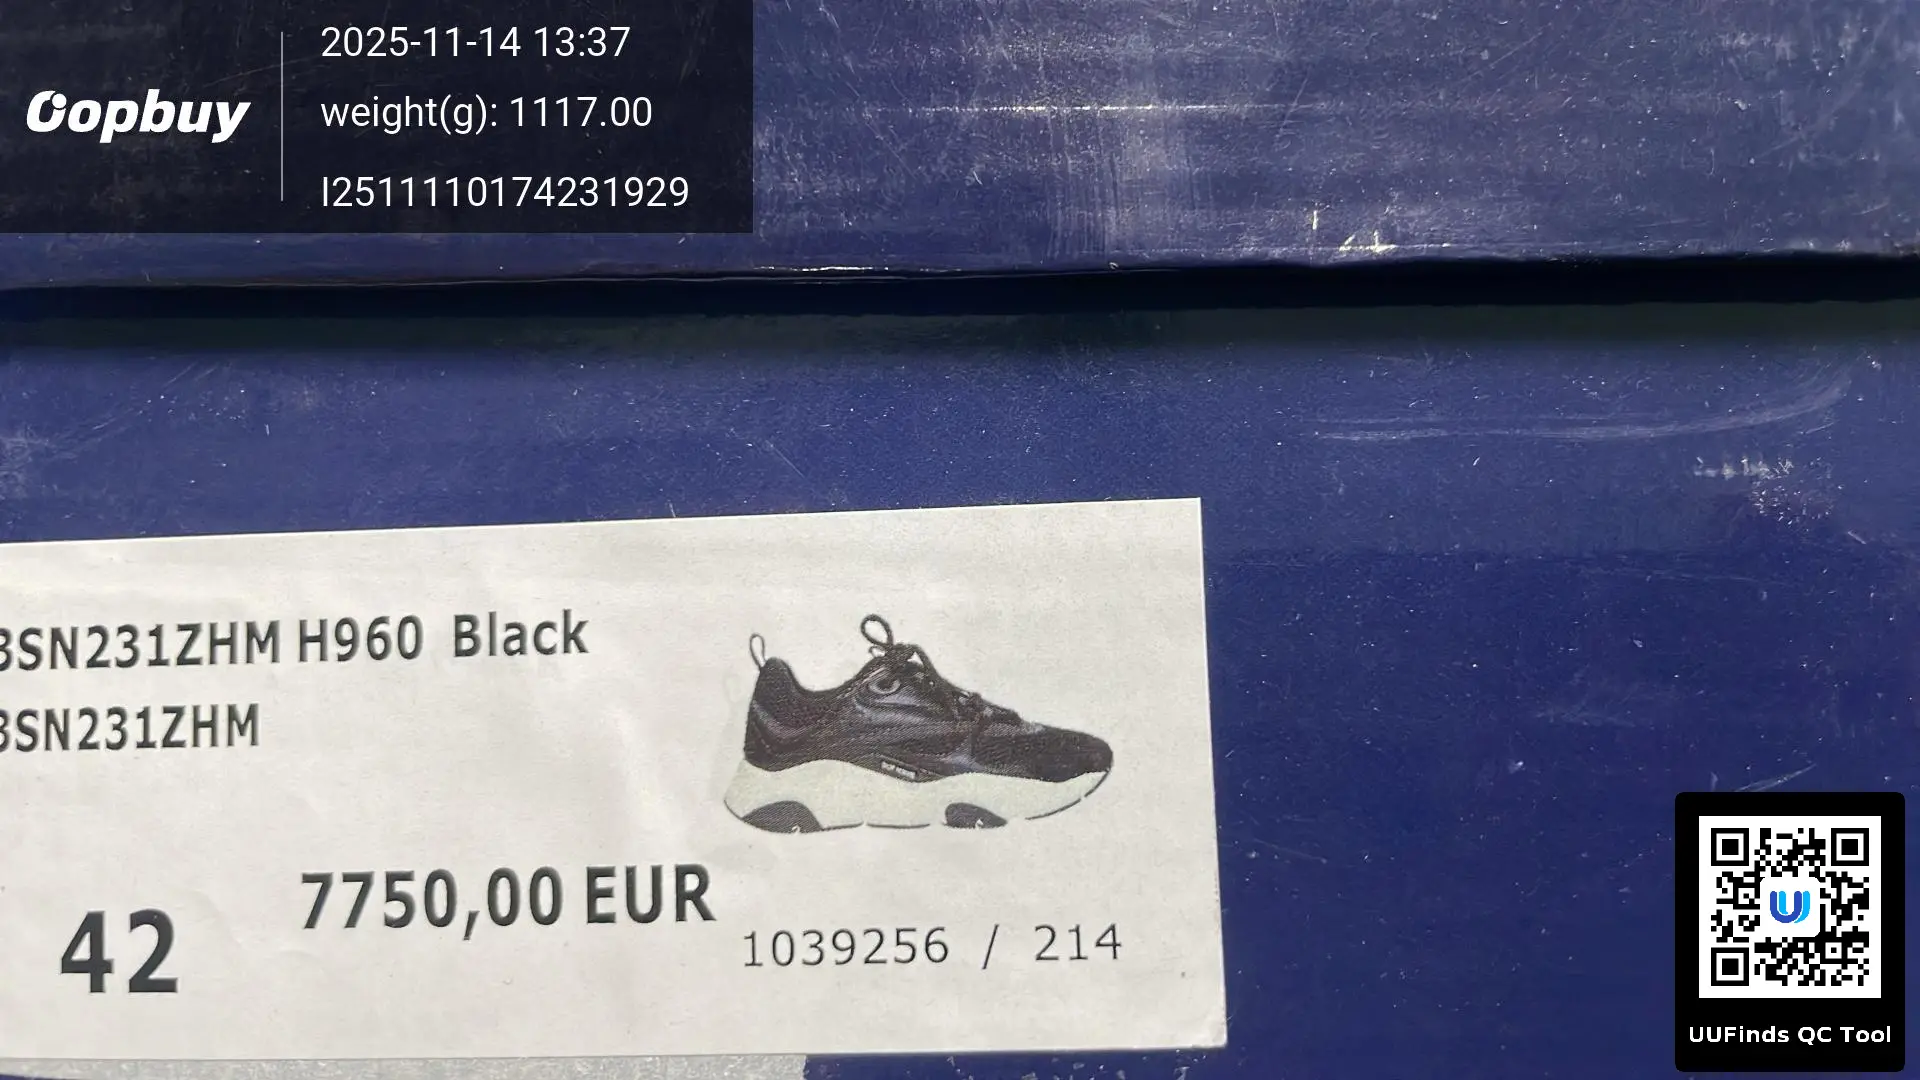 Oopbuy
2025-11-14 13:37
weight(g): 1117.00
I2511110174231929
3SN231ZHM H960 Black
3SN231ZHM
42
7750,00 EUR
1039256 / 214
UUFinds QC Tool